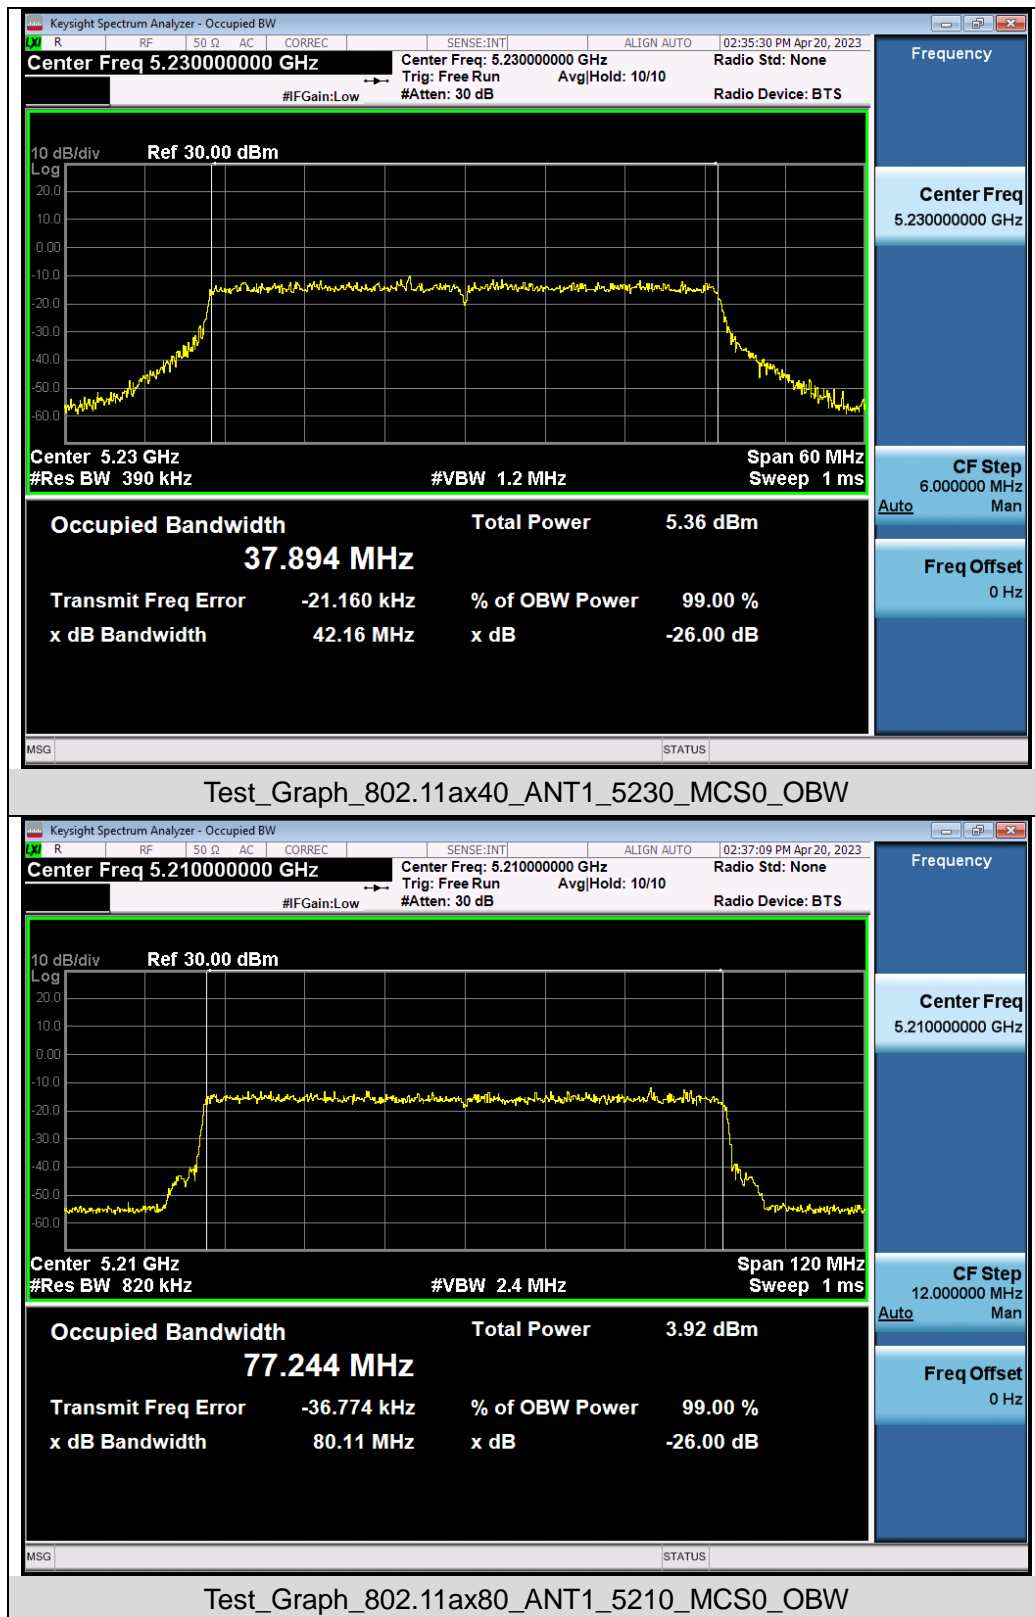 Keysight Spectrum Analyzer - Occupied BW
LXI R RF 50 Ω AC CORREC SENSE:INT ALIGN AUTO 02:35:30 PM Apr 20, 2023
Center Freq 5.230000000 GHz
Center Freq: 5.230000000 GHz
Radio Std: None
Trig: Free Run Avg|Hold: 10/10
#IFGain:Low
#Atten: 30 dB
Radio Device: BTS
10 dB/div Ref 30.00 dBm
Log
20.0
10.0
0.00
-10.0
-20.0
-30.0
-40.0
-50.0
-60.0
Center 5.23 GHz Span 60 MHz
#Res BW 390 kHz #VBW 1.2 MHz Sweep 1 ms
Occupied Bandwidth Total Power 5.36 dBm
37.894 MHz
Transmit Freq Error -21.160 kHz % of OBW Power 99.00 %
x dB Bandwidth 42.16 MHz x dB -26.00 dB
MSG STATUS
Frequency
Center Freq
5.230000000 GHz
CF Step
6.000000 MHz
Auto Man
Freq Offset
0 Hz
Test_Graph_802.11ax40_ANT1_5230_MCS0_OBW
Keysight Spectrum Analyzer - Occupied BW
LXI R RF 50 Ω AC CORREC SENSE:INT ALIGN AUTO 02:37:09 PM Apr 20, 2023
Center Freq 5.210000000 GHz
Center Freq: 5.210000000 GHz
Radio Std: None
Trig: Free Run Avg|Hold: 10/10
#IFGain:Low
#Atten: 30 dB
Radio Device: BTS
10 dB/div Ref 30.00 dBm
Log
20.0
10.0
0.00
-10.0
-20.0
-30.0
-40.0
-50.0
-60.0
Center 5.21 GHz Span 120 MHz
#Res BW 820 kHz #VBW 2.4 MHz Sweep 1 ms
Occupied Bandwidth Total Power 3.92 dBm
77.244 MHz
Transmit Freq Error -36.774 kHz % of OBW Power 99.00 %
x dB Bandwidth 80.11 MHz x dB -26.00 dB
MSG STATUS
Frequency
Center Freq
5.210000000 GHz
CF Step
12.000000 MHz
Auto Man
Freq Offset
0 Hz
Test_Graph_802.11ax80_ANT1_5210_MCS0_OBW